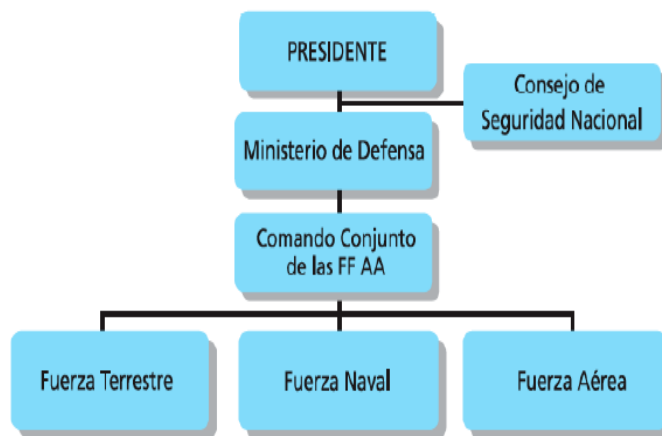 PRESIDENTE
Consejo de
Seguridad Nacional
Ministerio de Defensa
Comando Conjunto
de las FF AA
Fuerza Terrestre
Fuerza Naval
Fuerza Aérea